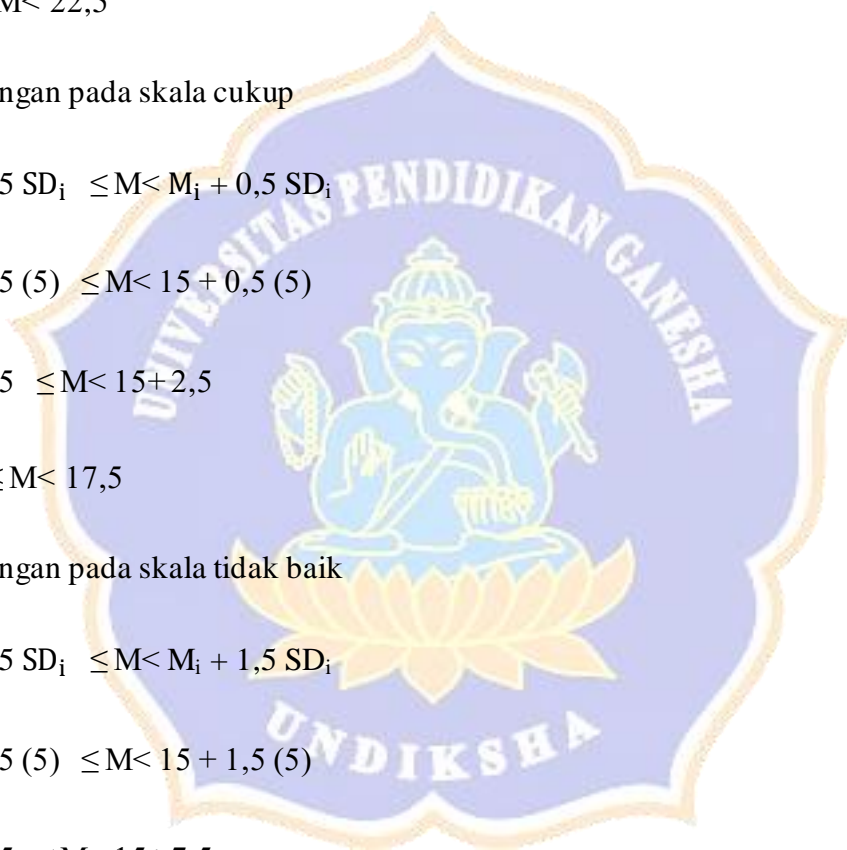 M< 22,5
ngan pada skala cukup
5 SDᵢ ≤M< Mᵢ + 0,5 SDᵢ
5 (5) ≤M< 15 + 0,5 (5)
5 ≤M< 15+2,5
≤M< 17,5
ngan pada skala tidak baik
5 SDᵢ ≤M< Mᵢ + 1,5 SDᵢ
5 (5) ≤M< 15 + 1,5 (5)
UNIVERSITAS PENDIDIKAN GANESHA
UNDIKSHA